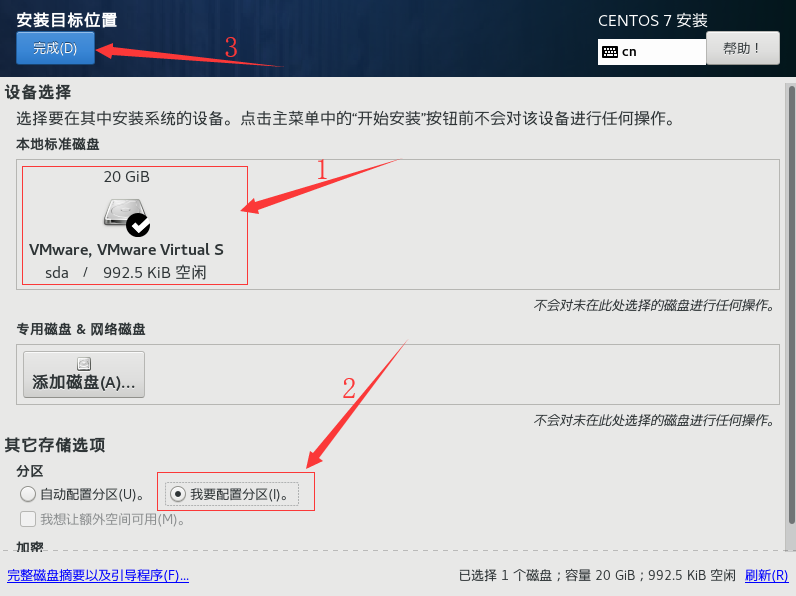 安装目标位置
CENTOS 7 安装
完成(D)
3
cn
帮助！
设备选择
选择要在其中安装系统的设备。点击主菜单中的“开始安装”按钮前不会对该设备进行任何操作。
本地标准磁盘
1
20 GiB
VMware, VMware Virtual S
sda / 992.5 KiB 空闲
不会对未在此处选择的磁盘进行任何操作。
专用磁盘 & 网络磁盘
添加磁盘(A)...
2
不会对未在此处选择的磁盘进行任何操作。
其它存储选项
分区
自动配置分区(U)。
我要配置分区(I)。
我想让额外空间可用(M)。
加密
完整磁盘摘要以及引导程序(F)...
已选择 1 个磁盘；容量 20 GiB；992.5 KiB 空闲
刷新(R)